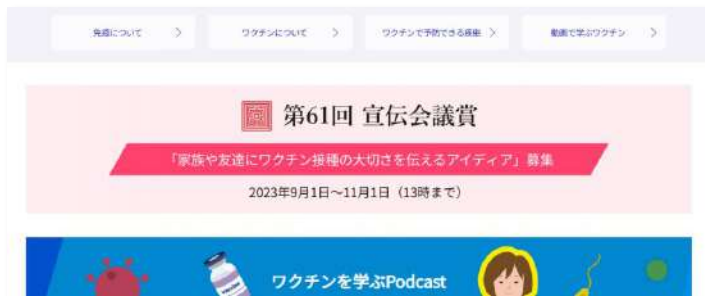 免疫について
ワクチンについて
ワクチンで予防できる疾患
動画で学ぶワクチン
第61回 宣伝会議賞
「家族や友達にワクチン接種の大切さを伝えるアイディア」募集
2023年9月1日~11月1日(13時まで)
ワクチンを学ぶPodcast